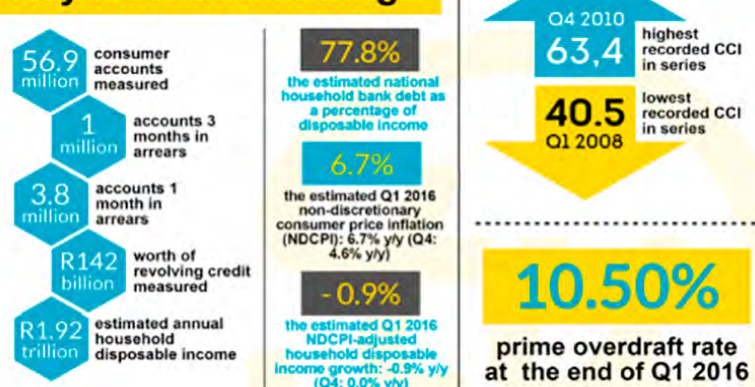 56.9
million
consumer
accounts
measured
1
million
accounts 3
months in
arrears
3.8
million
accounts 1
month in
arrears
R142
billion
worth of
revolving credit
measured
R1.92
trillion
estimated annual
household
disposable income
77.8%
the estimated national
household bank debt as
a percentage of
disposable income
6.7%
the estimated Q1 2016
non-discretionary
consumer price inflation
(NDCPI): 6.7% y/y (Q4:
4.6% y/y)
-0.9%
the estimated Q1 2016
NDCPI-adjusted
household disposable
income growth: -0.9% y/y
(Q4: 0.0% y/y)
Q4 2010
63,4
highest
recorded CCI
in series
40.5
Q1 2008
lowest
recorded CCI
in series
10.50%
prime overdraft rate
at the end of Q1 2016